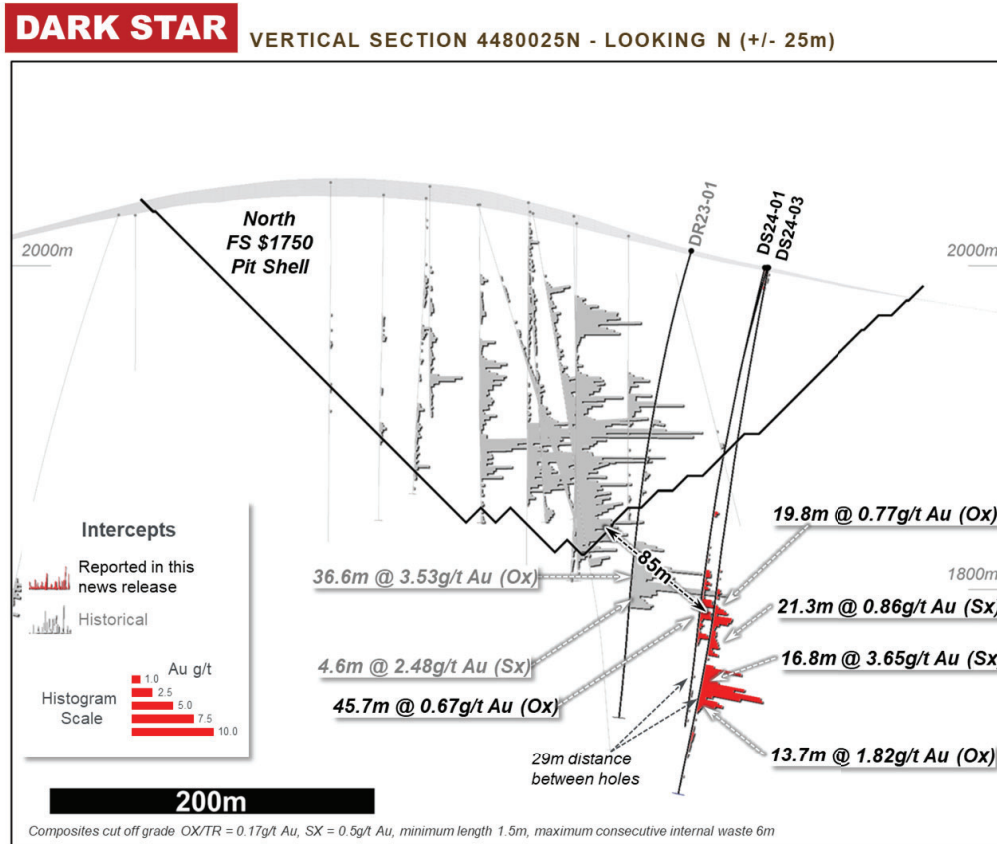 DARK STAR
VERTICAL SECTION 4480025N - LOOKING N (+/- 25m)
DR23-01
DS24-01
DS24-03
North
FS $1750
Pit Shell
2000m
2000m
19.8m @ 0.77g/t Au (Ox)
Intercepts
Reported in this
news release
Historical
85m
36.6m @ 3.53g/t Au (Ox)
1800m
21.3m @ 0.86g/t Au (Sx)
4.6m @ 2.48g/t Au (Sx)
16.8m @ 3.65g/t Au (Sx)
45.7m @ 0.67g/t Au (Ox)
Au g/t
Histogram
Scale
1.0
2.5
5.0
7.5
10.0
29m distance
between holes
13.7m @ 1.82g/t Au (Ox)
200m
Composites cut off grade OX/TR = 0.17g/t Au, SX = 0.5g/t Au, minimum length 1.5m, maximum consecutive internal waste 6m